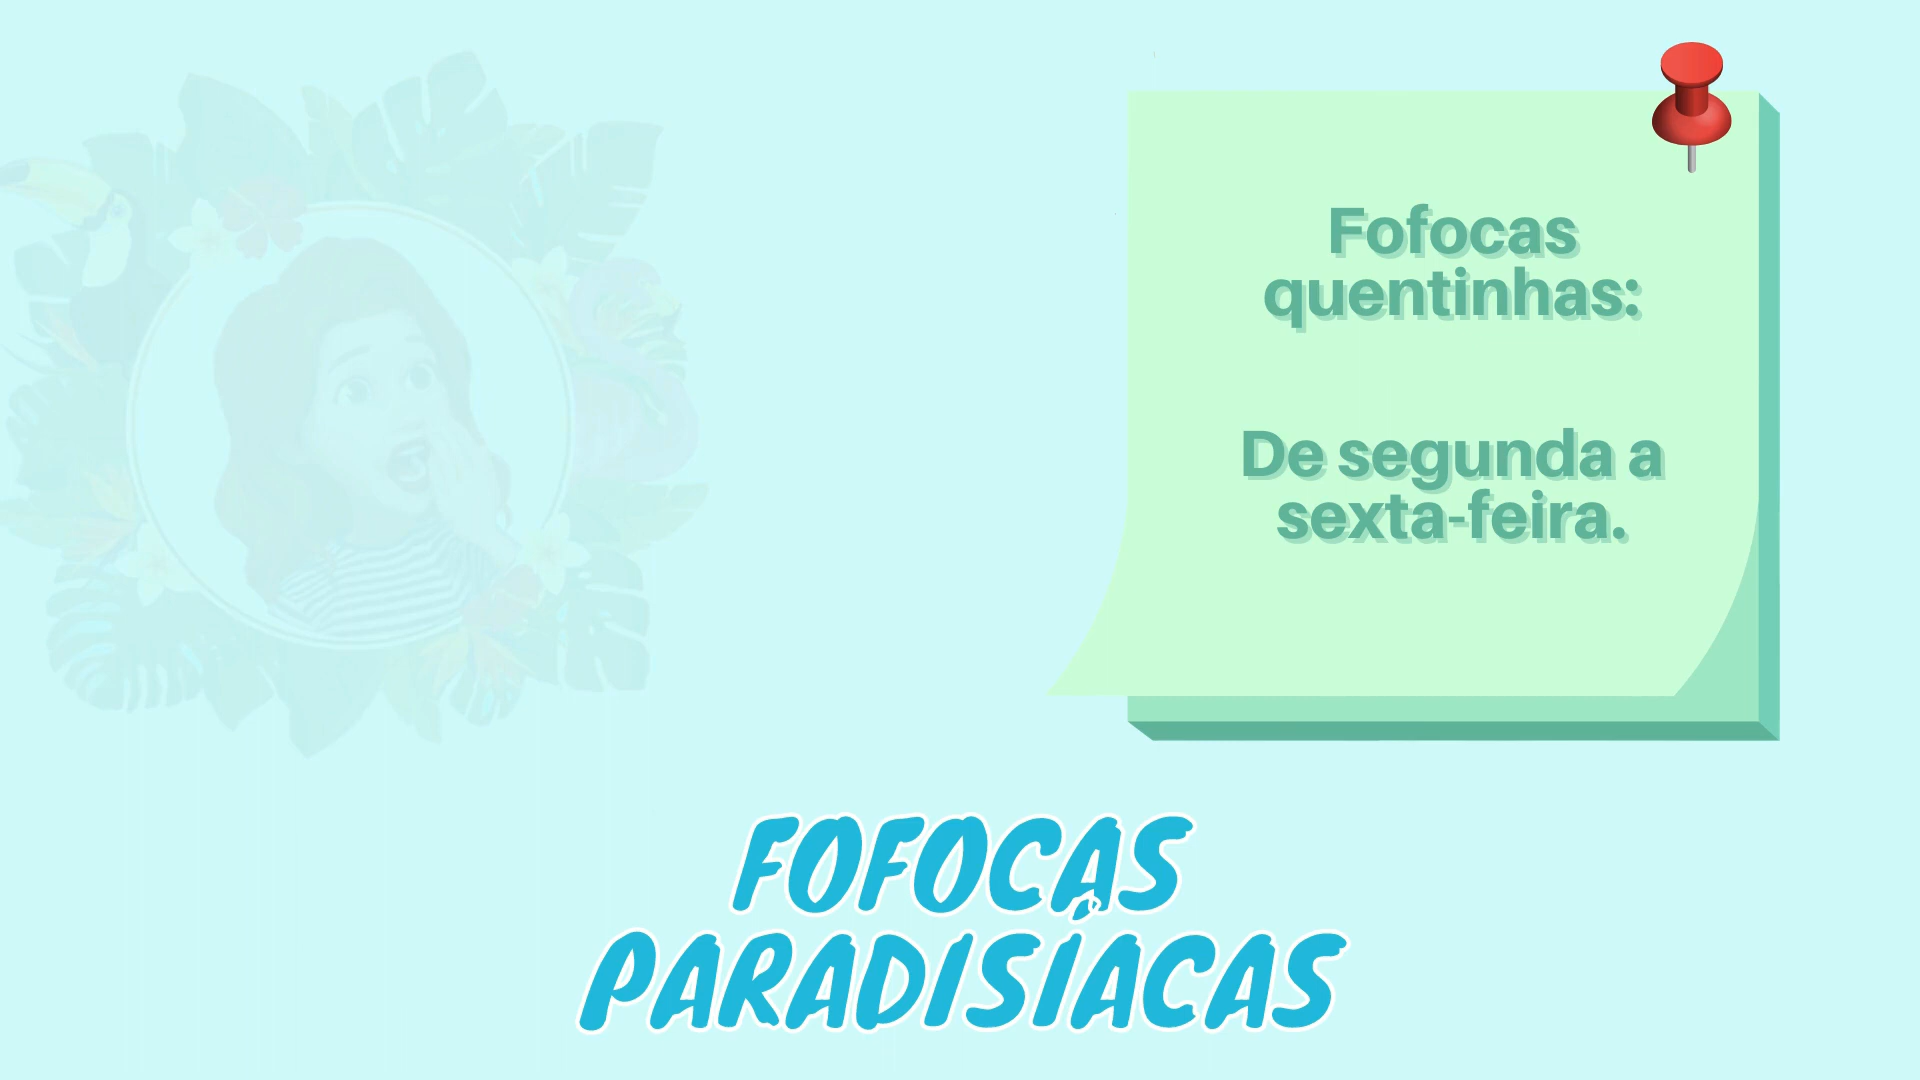 Fofocas
quentinhas:
De segunda a
sexta-feira.
FOFOCAS
PARADISÍACAS